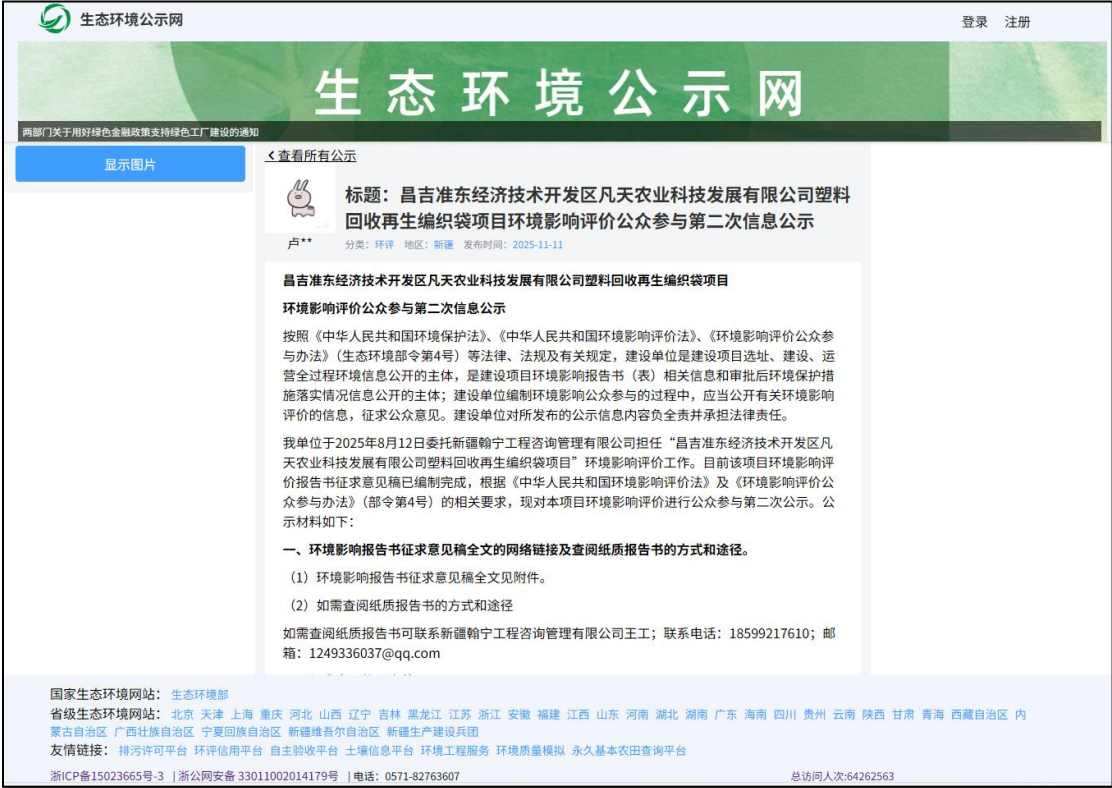 生态环境公示网
登录 注册
生态环境公示网
两部门关于用好绿色金融政策支持绿色工厂建设的通知
显示图片
查看所有公示
标题：昌吉准东经济技术开发区凡天农业科技发展有限公司塑料
回收再生编织袋项目环境影响评价公众参与第二次信息公示
卢**
分类：环评 地区：新疆 发布时间：2025-11-11
昌吉准东经济技术开发区凡天农业科技发展有限公司塑料回收再生编织袋项目
环境影响评价公众参与第二次信息公示
按照《中华人民共和国环境保护法》、《中华人民共和国环境影响评价法》、《环境影响评价公众参
与办法》（生态环境部令第4号）等法律、法规及有关规定，建设单位是建设项目选址、建设、运
营全过程环境信息公开的主体，是建设项目环境影响报告书（表）相关信息和审批后环境保护措
施落实情况信息公开的主体；建设单位编制环境影响公众参与的过程中，应当公开有关环境影响
评价的信息，征求公众意见。建设单位对所发布的公示信息内容负全责并承担法律责任。
我单位于2025年8月12日委托新疆翰宁工程咨询管理有限公司担任“昌吉准东经济技术开发区凡
天农业科技发展有限公司塑料回收再生编织袋项目”环境影响评价工作。目前该项目环境影响评
价报告书征求意见稿已编制完成，根据《中华人民共和国环境影响评价法》及《环境影响评价公
众参与办法》（部令第4号）的相关要求，现对本项目环境影响评价进行公众参与第二次公示。公
示材料如下：
一、环境影响报告书征求意见稿全文的网络链接及查阅纸质报告书的方式和途径。
（1）环境影响报告书征求意见稿全文见附件。
（2）如需查阅纸质报告书的方式和途径
如需查阅纸质报告书可联系新疆翰宁工程咨询管理有限公司王工；联系电话：18599217610；邮
箱：1249336037@qq.com
国家生态环境网站： 生态环境部
省级生态环境网站： 北京 天津 上海 重庆 河北 山西 辽宁 吉林 黑龙江 江苏 浙江 安徽 福建 江西 山东 河南 湖北 湖南 广东 海南 四川 贵州 云南 陕西 甘肃 青海 西藏自治区 内
蒙古自治区 广西壮族自治区 宁夏回族自治区 新疆维吾尔自治区 新疆生产建设兵团
友情链接： 排污许可平台 环评信用平台 自主验收平台 土壤信息平台 环境工程服务 环境质量模拟 永久基本农田查询平台
浙ICP备15023665号-3 |浙公网安备 33011002014179号 |电话：0571-82763607 总访问人次:64262563